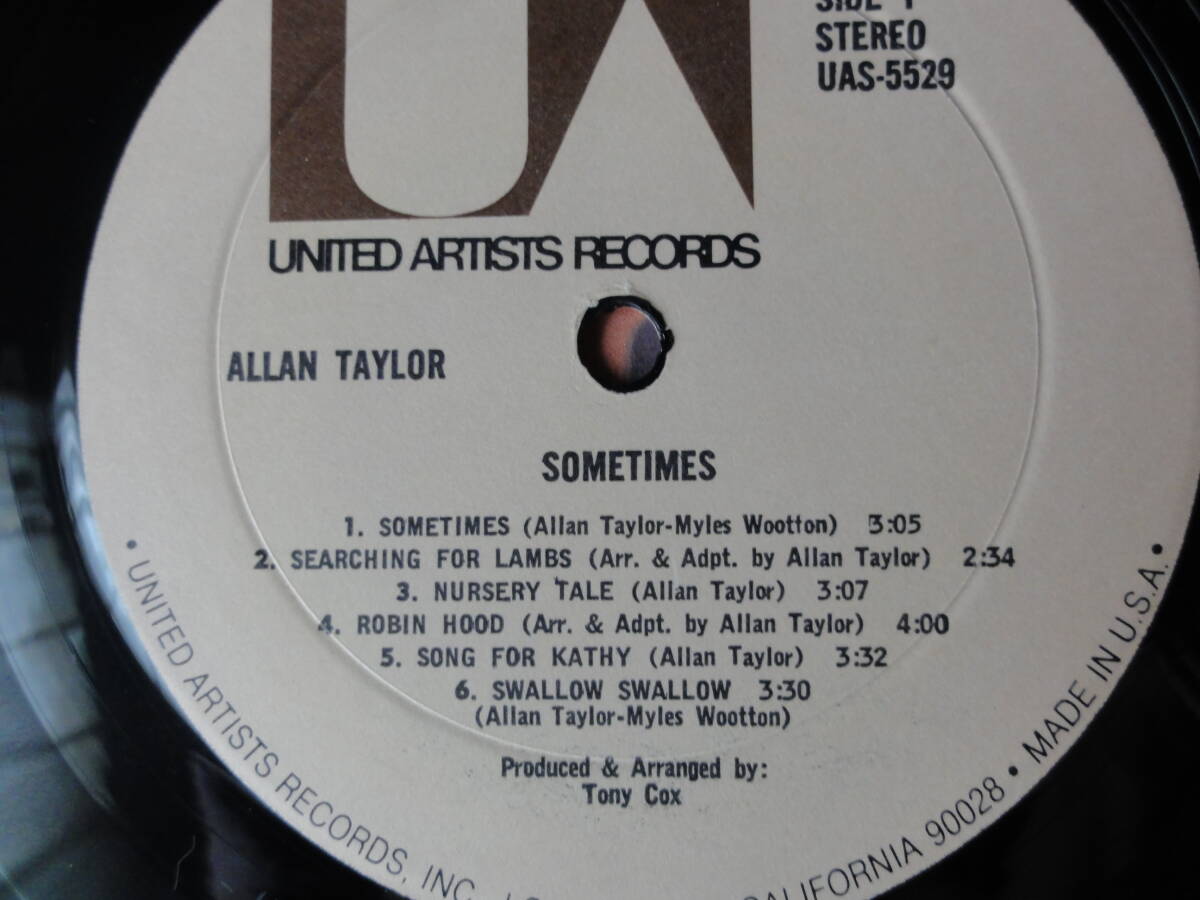 UA
SIDE 1
STEREO
UAS-5529
UNITED ARTISTS RECORDS
ALLAN TAYLOR
SOMETIMES
1. SOMETIMES (Allan Taylor-Myles Wootton) 3:05
2. SEARCHING FOR LAMBS (Arr. & Adpt. by Allan Taylor) 2:34
3. NURSERY TALE (Allan Taylor) 3:07
4. ROBIN HOOD (Arr. & Adpt. by Allan Taylor) 4:00
5. SONG FOR KATHY (Allan Taylor) 3:32
6. SWALLOW SWALLOW 3:30
(Allan Taylor-Myles Wootton)
Produced & Arranged by:
Tony Cox
• UNITED ARTISTS RECORDS, INC. CALIFORNIA 90028 • MADE IN U.S.A. •